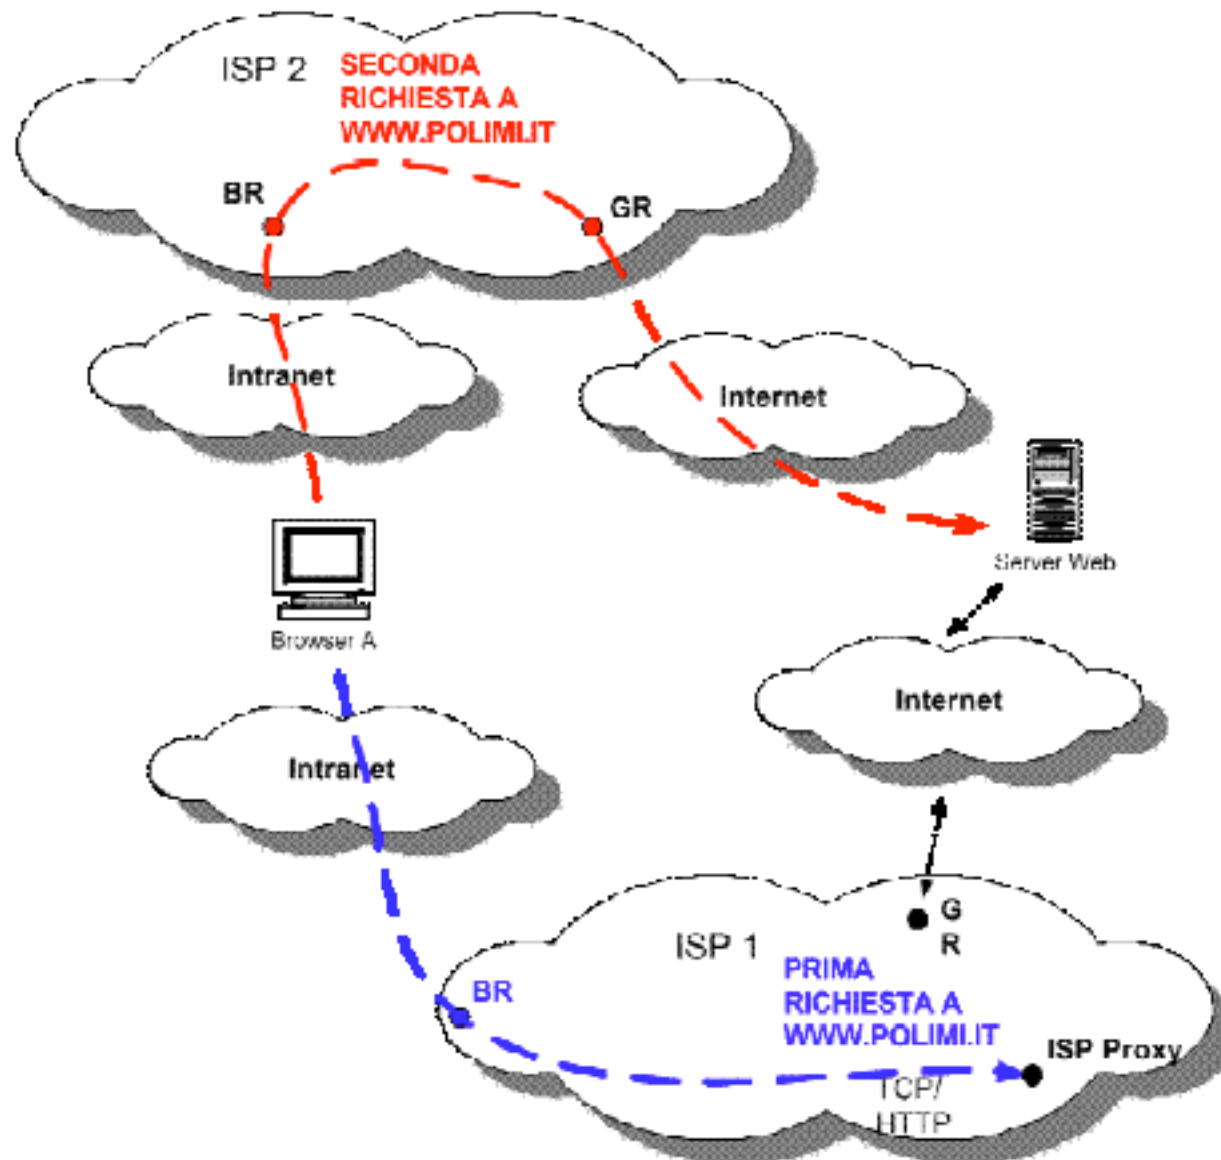 ISP 2
SECONDA
RICHIESTA A
WWW.POLIMI.IT
BR
GR
Intranet
Internet
Server Web
Browser A
Internet
Intranet
G
R
ISP 1
PRIMA
RICHIESTA A
WWW.POLIMI.IT
BR
ISP Proxy
TCP/
HTTP